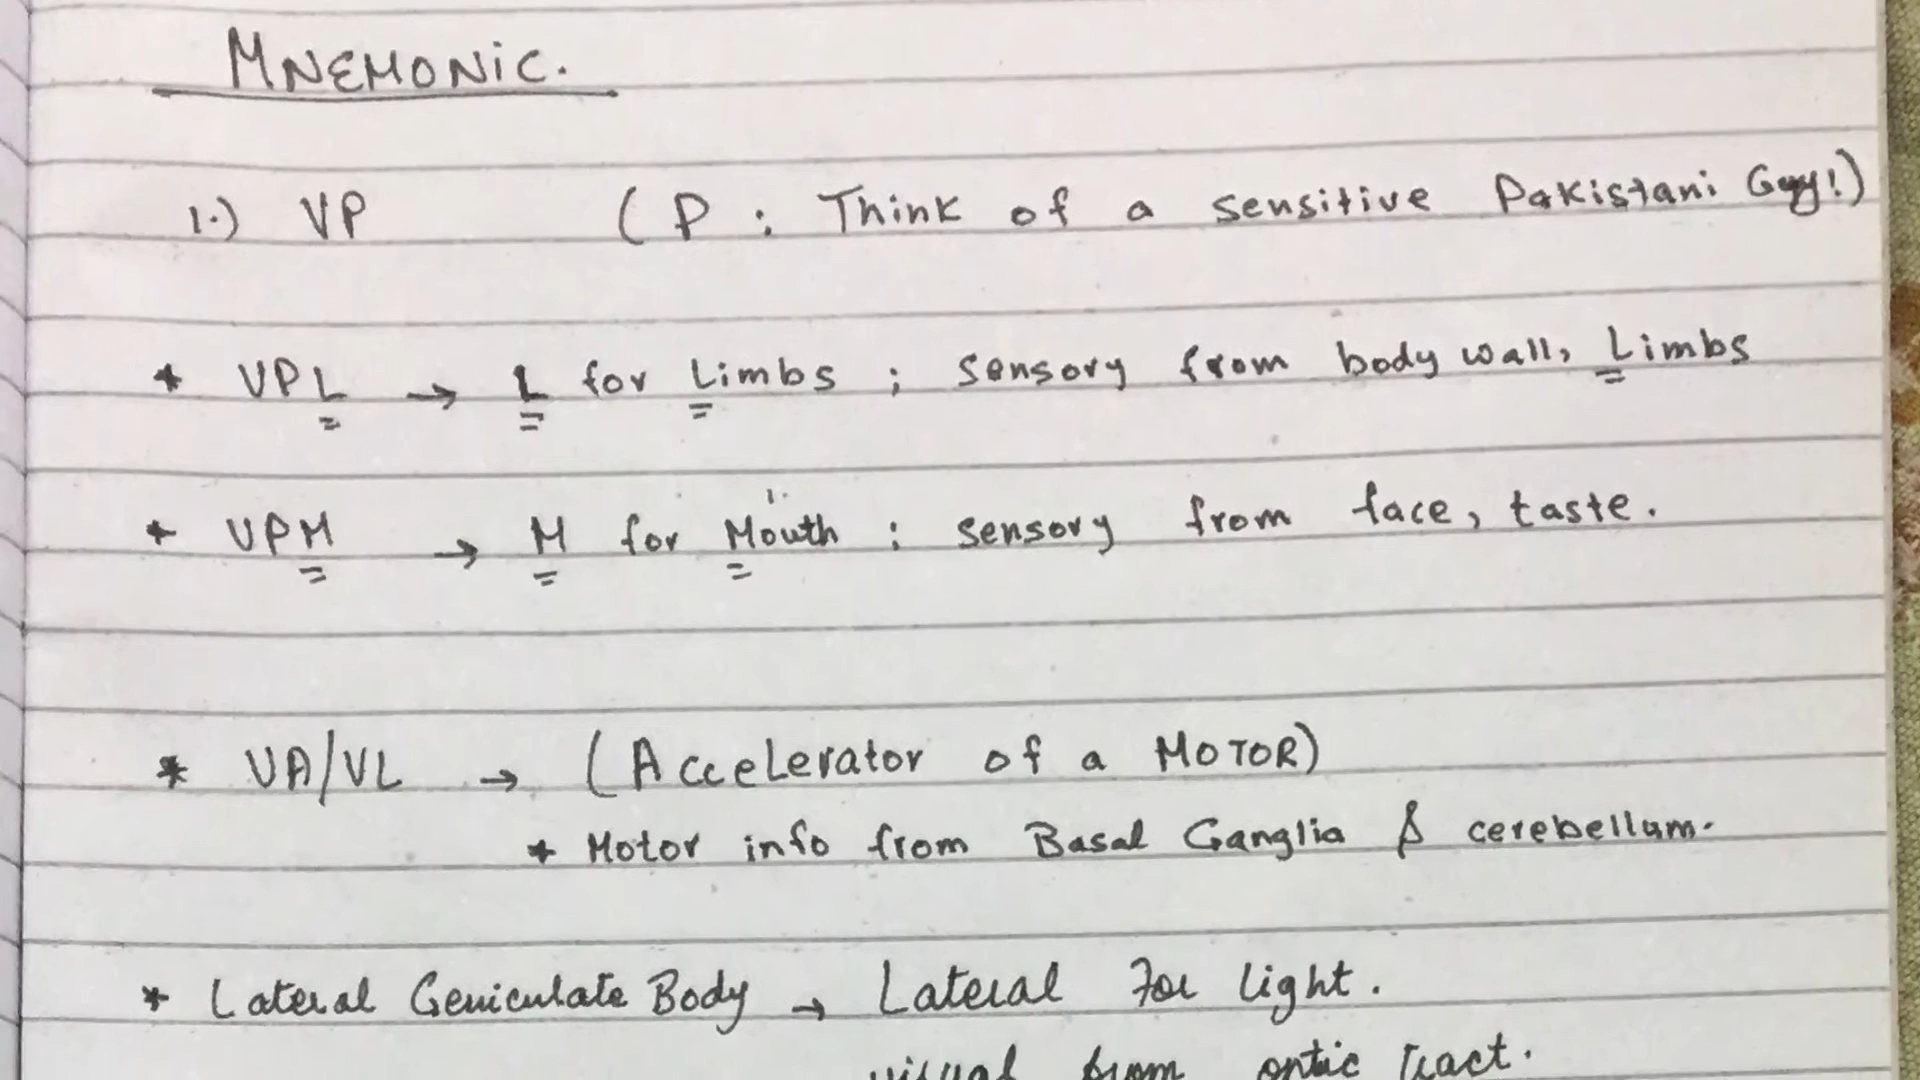 MNEMONIC.
1.) VP (P : Think of a sensitive Pakistani Guy!)
* VPL → L for Limbs ; sensory from body wall, Limbs
* VPM → M for Mouth ; sensory from face, taste.
* VA/VL → (Accelerator of a MOTOR)
* Motor info from Basal Ganglia & cerebellum.
* Lateral Geniculate Body → Lateral For light.
visual from optic tract.